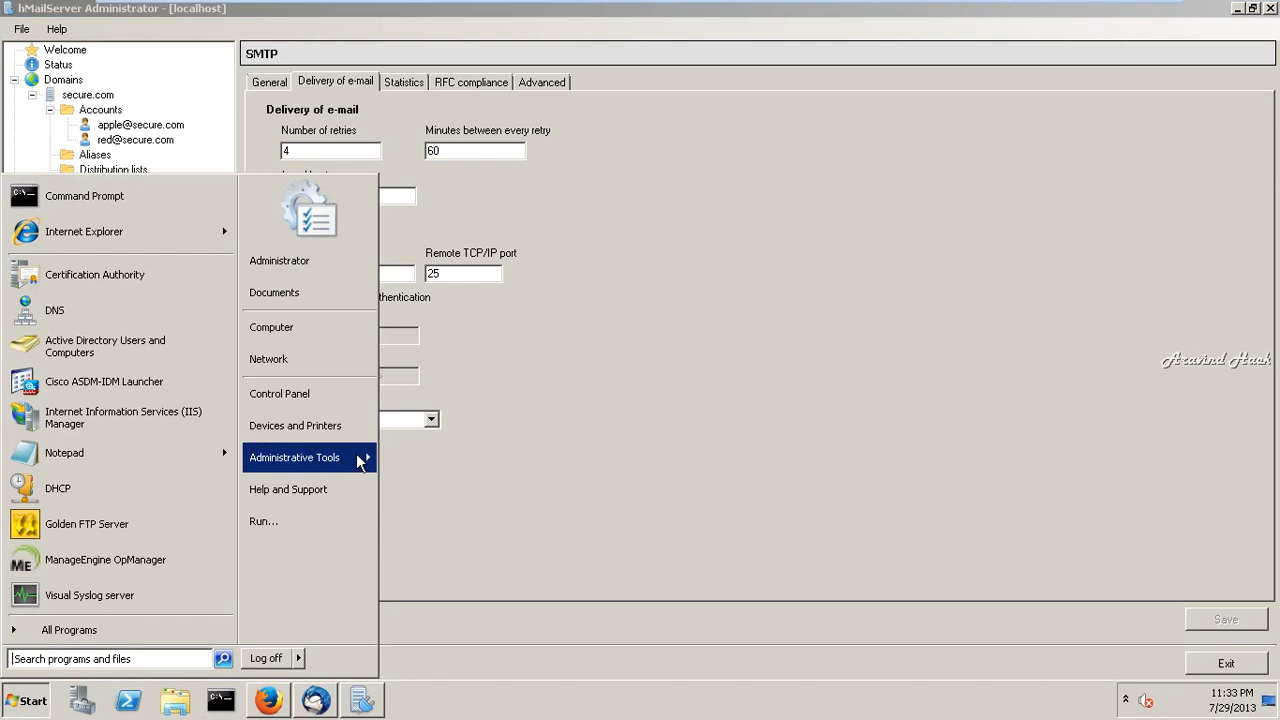 hMailServer Administrator - [localhost]
File Help
Welcome
Status
Domains
secure.com
Accounts
apple@secure.com
red@secure.com
Aliases
Distribution lists
SMTP
General Delivery of e-mail Statistics RFC compliance Advanced
Delivery of e-mail
Number of retries Minutes between every retry
4 60
Remote TCP/IP port
25
Command Prompt
Internet Explorer
Certification Authority
DNS
Active Directory Users and
Computers
Cisco ASDM-IDM Launcher
Internet Information Services (IIS)
Manager
Notepad
DHCP
Golden FTP Server
ManageEngine OpManager
Visual Syslog server
All Programs
Search programs and files
Administrator
Documents
Computer
Network
Control Panel
Devices and Printers
Administrative Tools
Help and Support
Run...
Log off
Aravind Hack
Save
Exit
Start
11:33 PM
7/29/2013